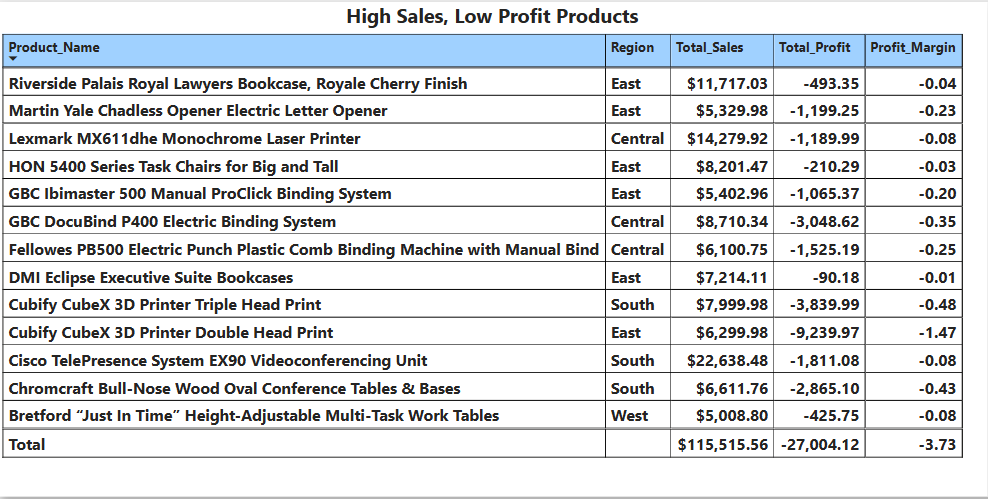 High Sales, Low Profit Products
Product_Name Region Total_Sales Total_Profit Profit_Margin
Riverside Palais Royal Lawyers Bookcase, Royale Cherry Finish East $11,717.03 -493.35 -0.04
Martin Yale Chadless Opener Electric Letter Opener East $5,329.98 -1,199.25 -0.23
Lexmark MX611dhe Monochrome Laser Printer Central $14,279.92 -1,189.99 -0.08
HON 5400 Series Task Chairs for Big and Tall East $8,201.47 -210.29 -0.03
GBC Ibimaster 500 Manual ProClick Binding System East $5,402.96 -1,065.37 -0.20
GBC DocuBind P400 Electric Binding System Central $8,710.34 -3,048.62 -0.35
Fellowes PB500 Electric Punch Plastic Comb Binding Machine with Manual Bind Central $6,100.75 -1,525.19 -0.25
DMI Eclipse Executive Suite Bookcases East $7,214.11 -90.18 -0.01
Cubify CubeX 3D Printer Triple Head Print South $7,999.98 -3,839.99 -0.48
Cubify CubeX 3D Printer Double Head Print East $6,299.98 -9,239.97 -1.47
Cisco TelePresence System EX90 Videoconferencing Unit South $22,638.48 -1,811.08 -0.08
Chromcraft Bull-Nose Wood Oval Conference Tables & Bases South $6,611.76 -2,865.10 -0.43
Bretford “Just In Time” Height-Adjustable Multi-Task Work Tables West $5,008.80 -425.75 -0.08
Total $115,515.56 -27,004.12 -3.73